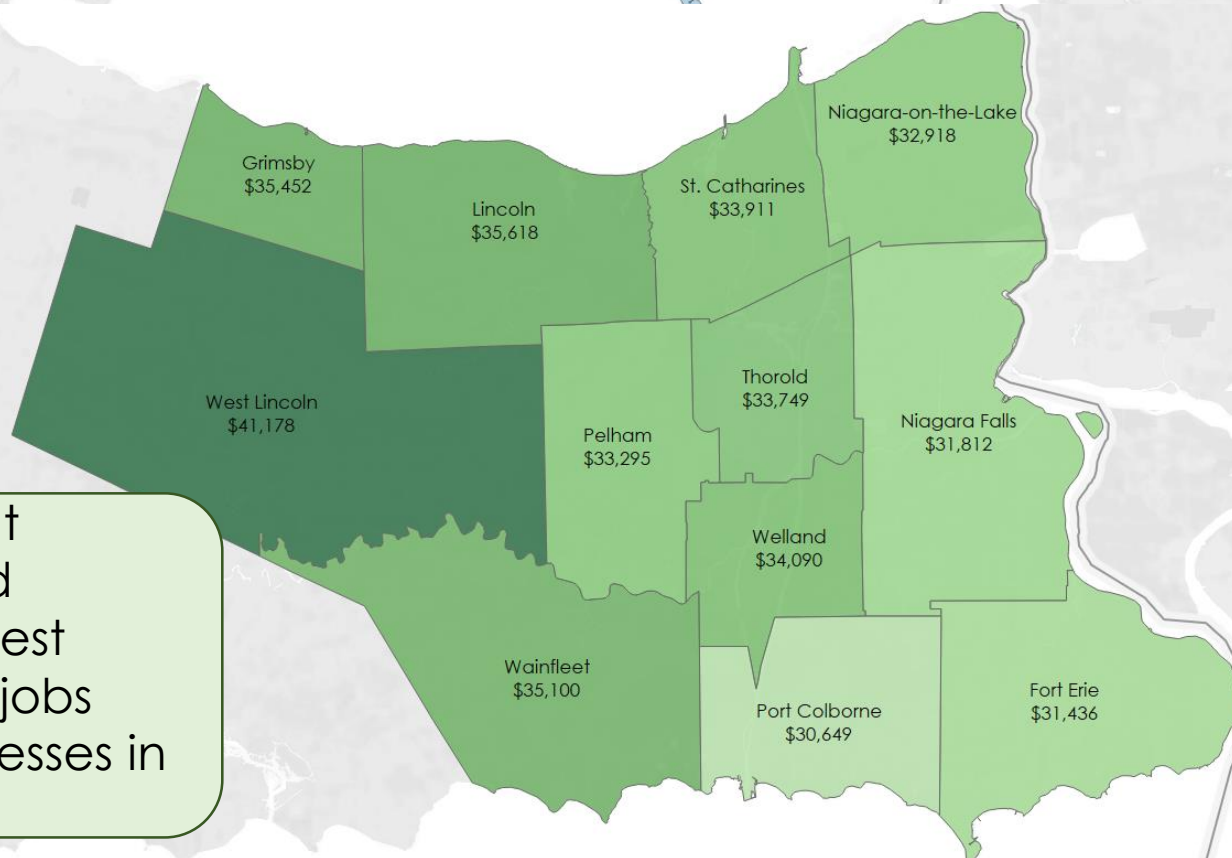 Niagara-on-the-Lake
$32,918
Grimsby
$35,452
St. Catharines
$33,911
Lincoln
$35,618
Thorold
$33,749
West Lincoln
$41,178
Niagara Falls
$31,812
Pelham
$33,295
Welland
$34,090
Wainfleet
$35,100
Fort Erie
$31,436
Port Colborne
$30,649
t
d
est
jobs
esses in